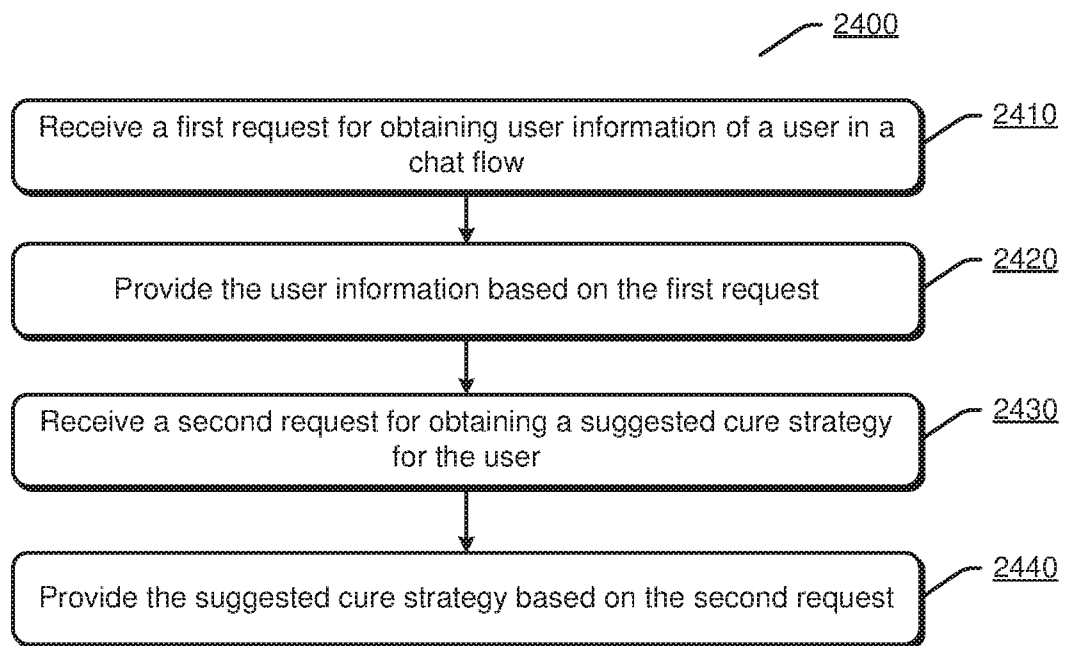 2400
Receive a first request for obtaining user information of a user in a
chat flow
2410
Provide the user information based on the first request
2420
Receive a second request for obtaining a suggested cure strategy
for the user
2430
Provide the suggested cure strategy based on the second request
2440